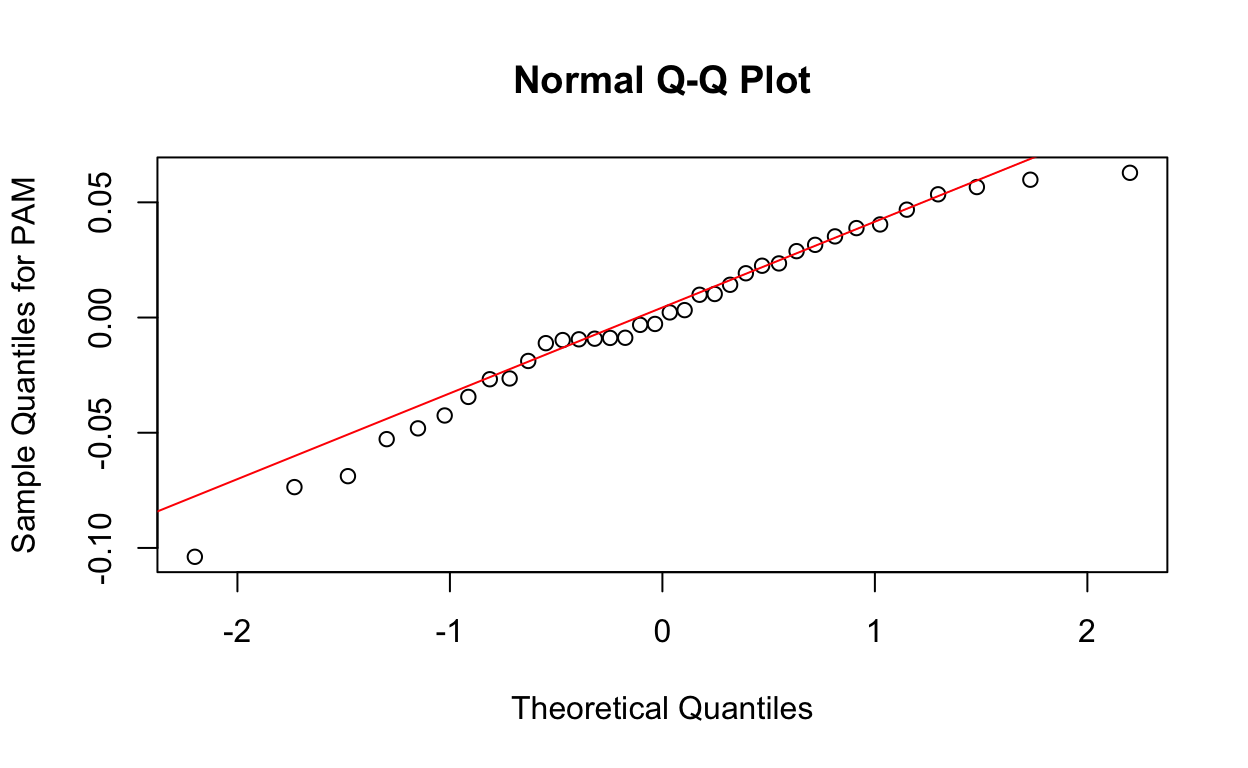 Normal Q-Q Plot
Sample Quantiles for PAM
0.05
0.00
-0.05
-0.10
-2 -1 0 1 2
Theoretical Quantiles